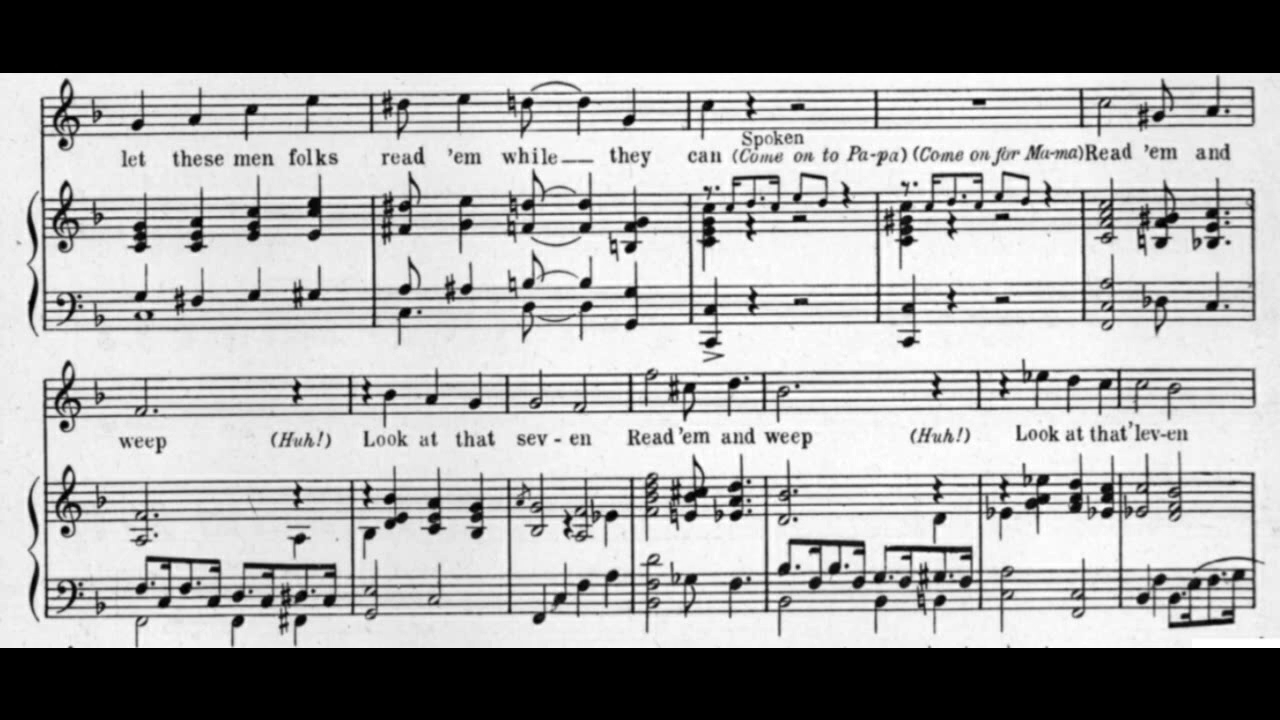 let these men folks read 'em while they can (Come on to Pa-pa) (Come on for Ma-ma) Read 'em and
Spoken
weep (Huh!) Look at that sev-en Read 'em and weep (Huh!) Look at that 'lev-en